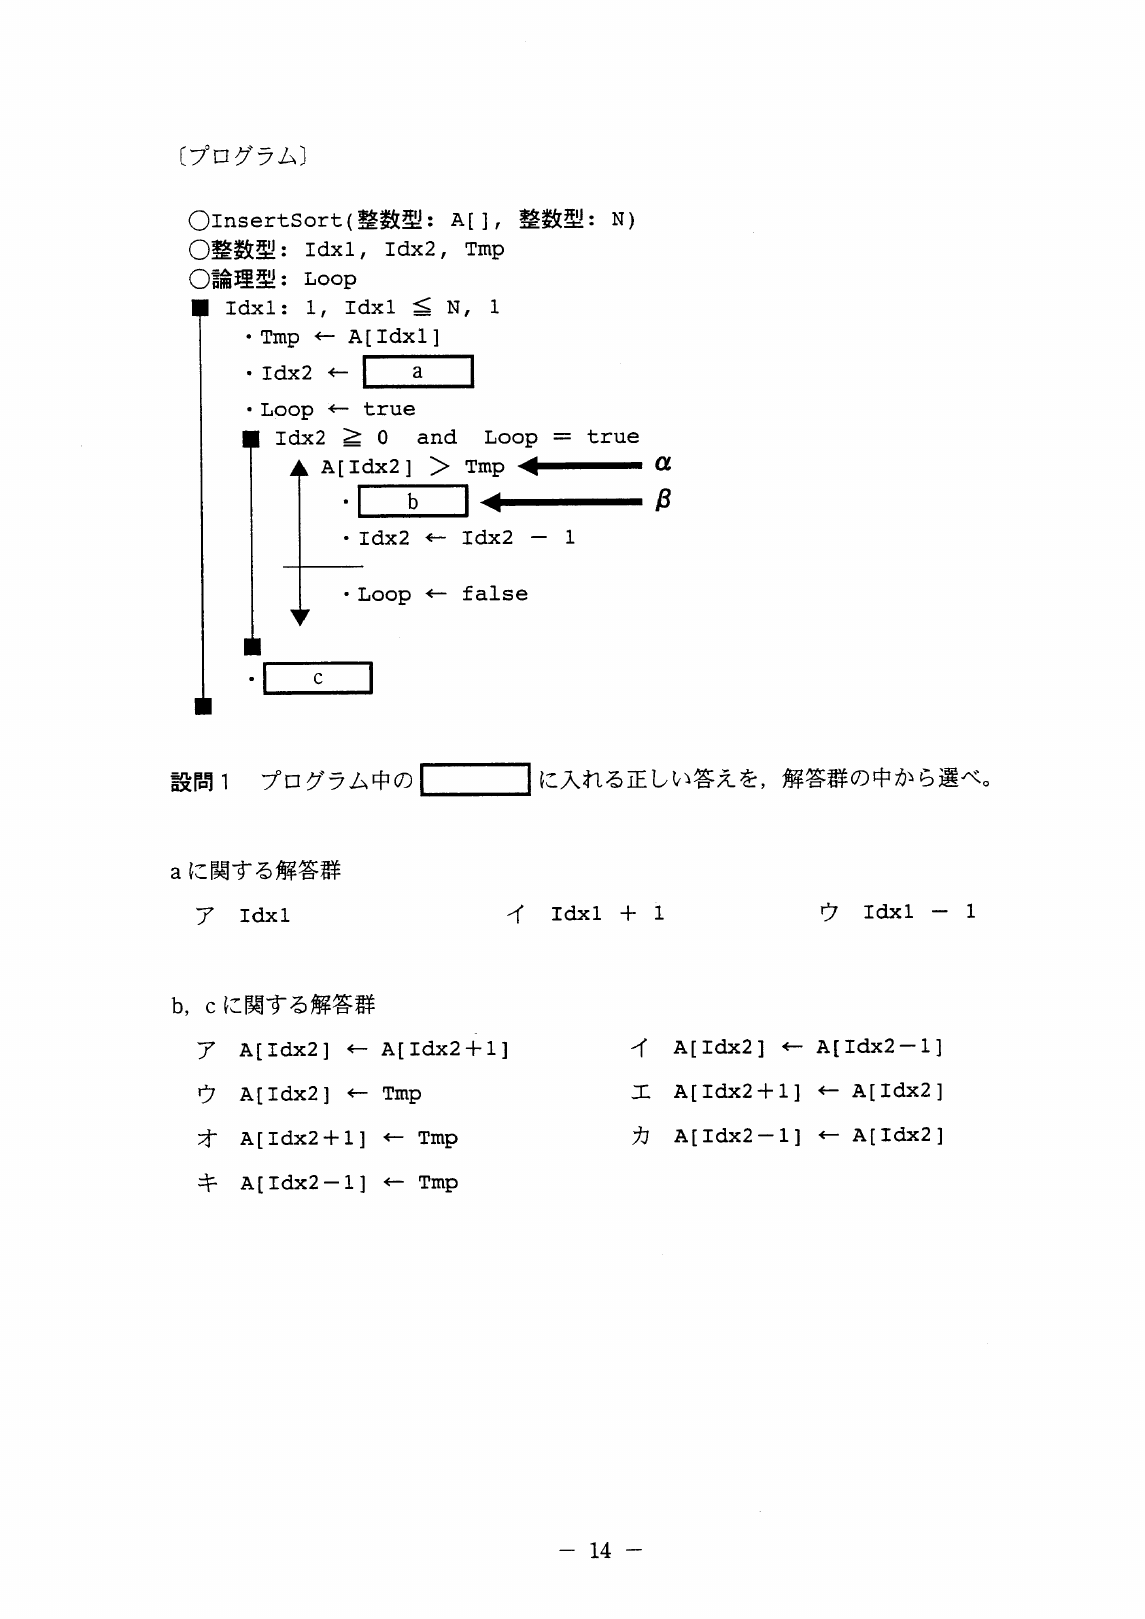 〔プログラム〕
○InsertSort(整数型: A[], 整数型: N)
○整数型: Idx1, Idx2, Tmp
○論理型: Loop
■ Idx1: 1, Idx1 ≦ N, 1
・Tmp ← A[Idx1]
・Idx2 ← a
・Loop ← true
■ Idx2 ≧ 0 and Loop = true
A[Idx2] > Tmp α
・ b β
・Idx2 ← Idx2 − 1
・Loop ← false
・ c
設問1 プログラム中の に入れる正しい答えを，解答群の中から選べ。
a に関する解答群
ア Idx1 イ Idx1 + 1 ウ Idx1 − 1
b，c に関する解答群
ア A[Idx2] ← A[Idx2+1] イ A[Idx2] ← A[Idx2−1]
ウ A[Idx2] ← Tmp エ A[Idx2+1] ← A[Idx2]
オ A[Idx2+1] ← Tmp カ A[Idx2−1] ← A[Idx2]
キ A[Idx2−1] ← Tmp
− 14 −